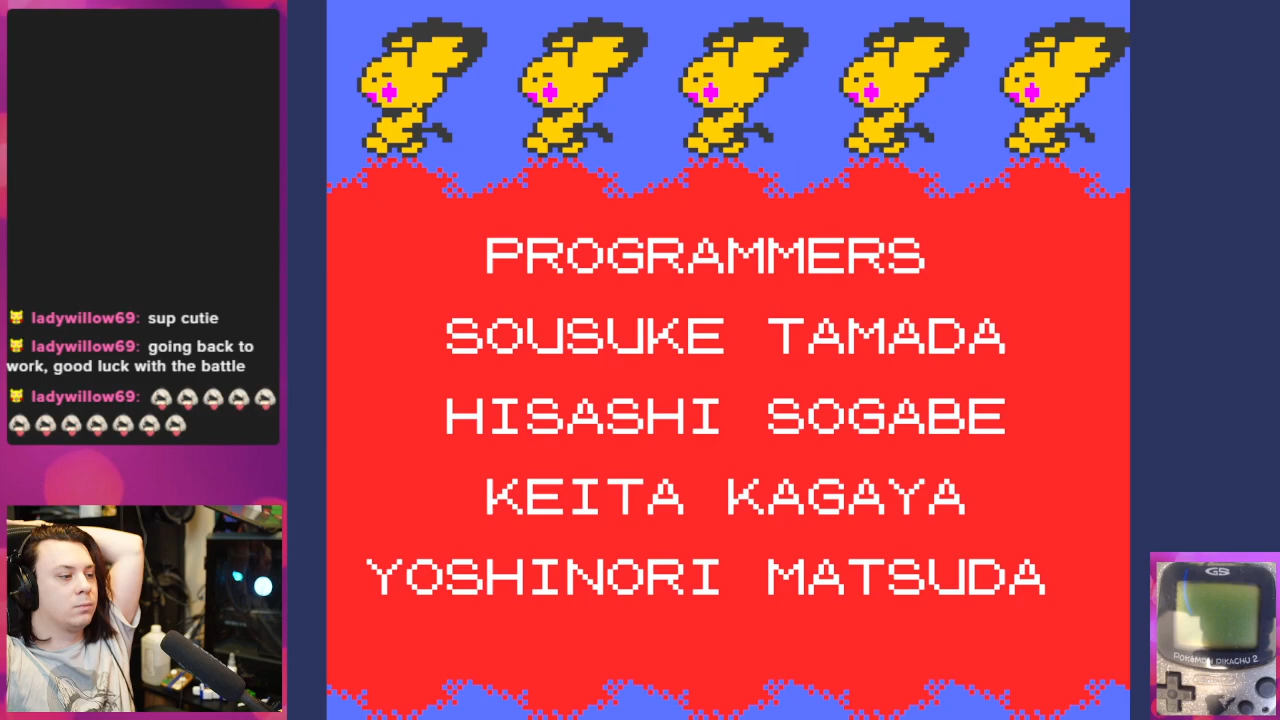 PROGRAMMERS
SOUSUKE TAMADA
HISASHI SOGABE
KEITA KAGAYA
YOSHINORI MATSUDA
ladywillow69: sup cutie
ladywillow69: going back to
work, good luck with the battle
ladywillow69:
GS
POKéMON PIKACHU 2